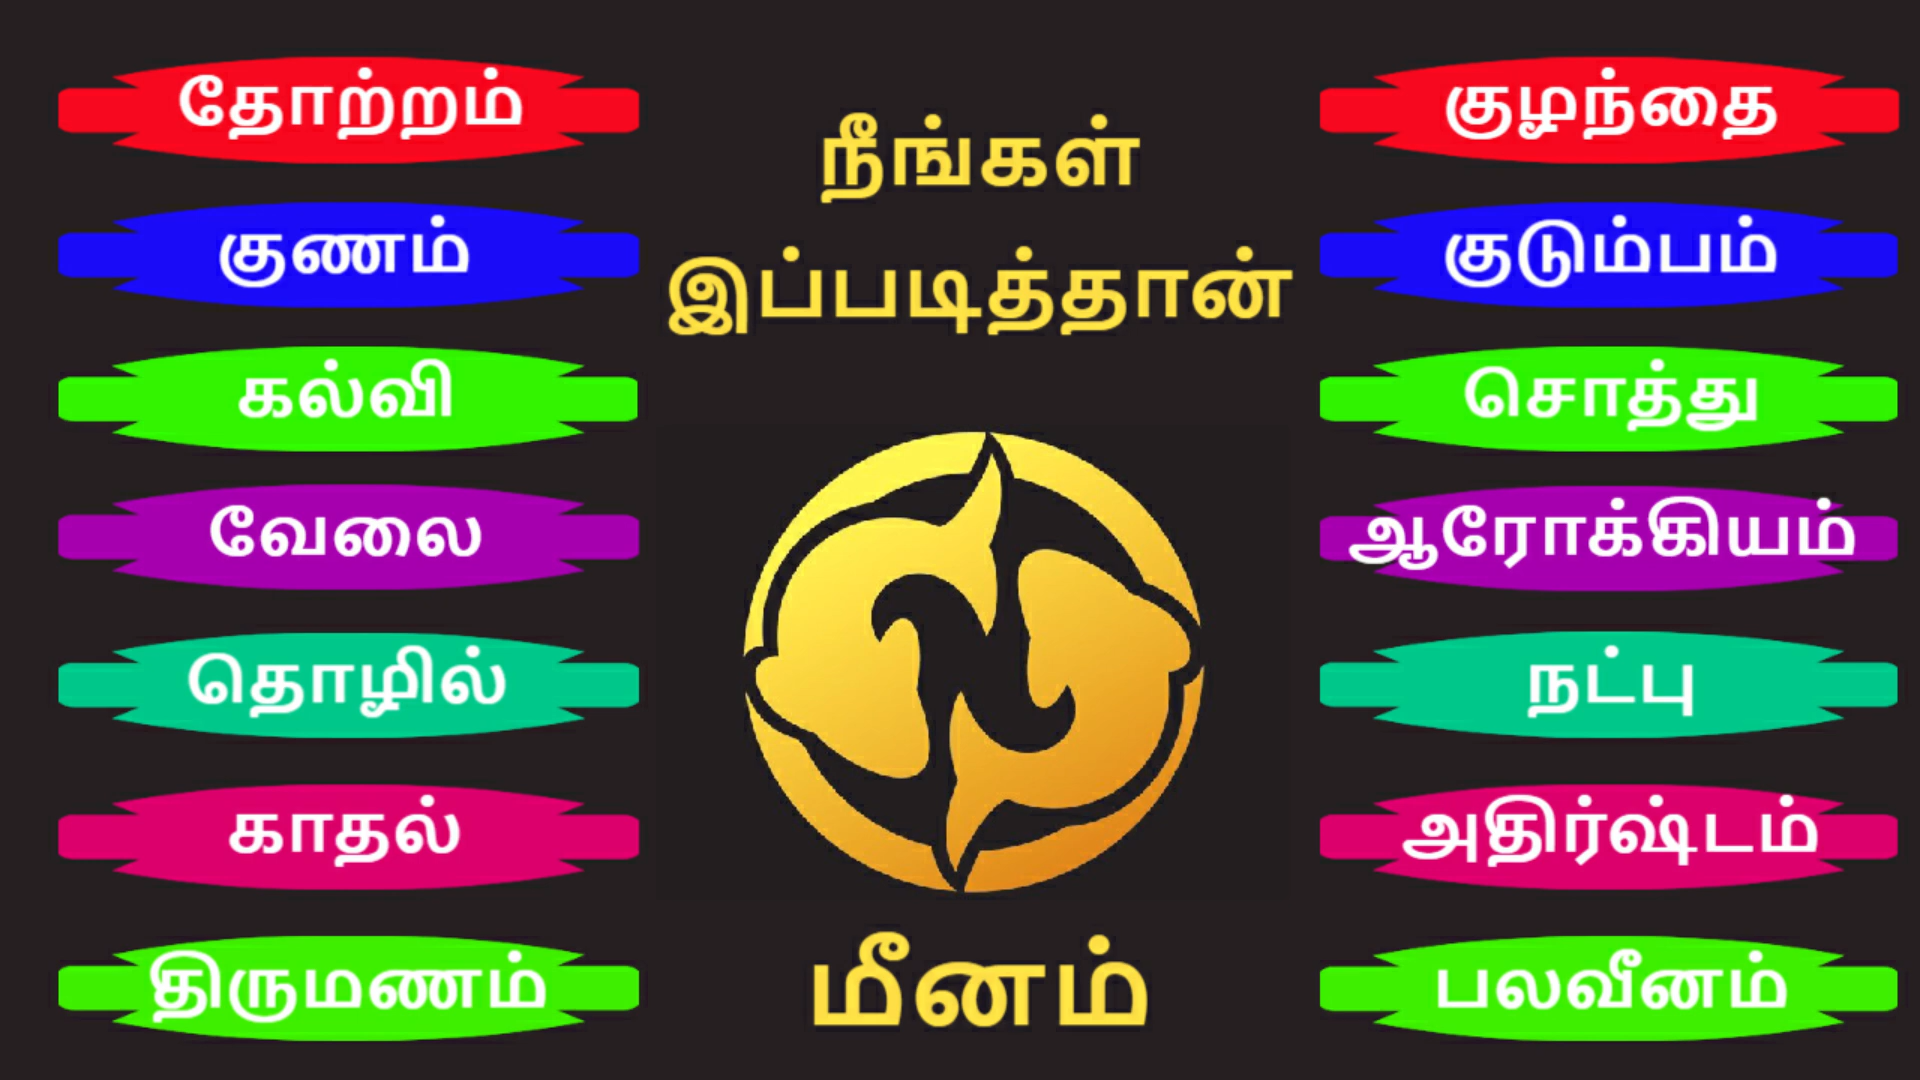 தோற்றம்
குணம்
கல்வி
வேலை
தொழில்
காதல்
திருமணம்
நீங்கள்
இப்படித்தான்
மீனம்
குழந்தை
குடும்பம்
சொத்து
ஆரோக்கியம்
நட்பு
அதிர்ஷ்டம்
பலவீனம்